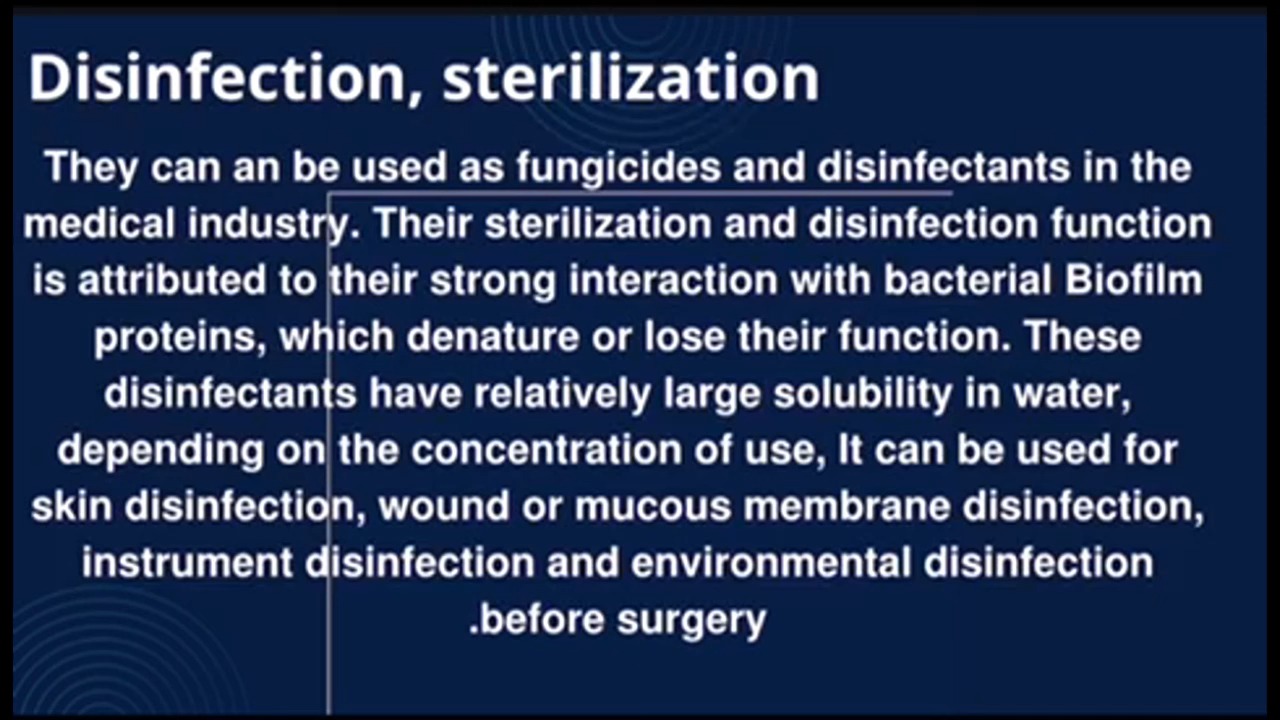 Disinfection, sterilization
They can an be used as fungicides and disinfectants in the
medical industry. Their sterilization and disinfection function
is attributed to their strong interaction with bacterial Biofilm
proteins, which denature or lose their function. These
disinfectants have relatively large solubility in water,
depending on the concentration of use, It can be used for
skin disinfection, wound or mucous membrane disinfection,
instrument disinfection and environmental disinfection
.before surgery